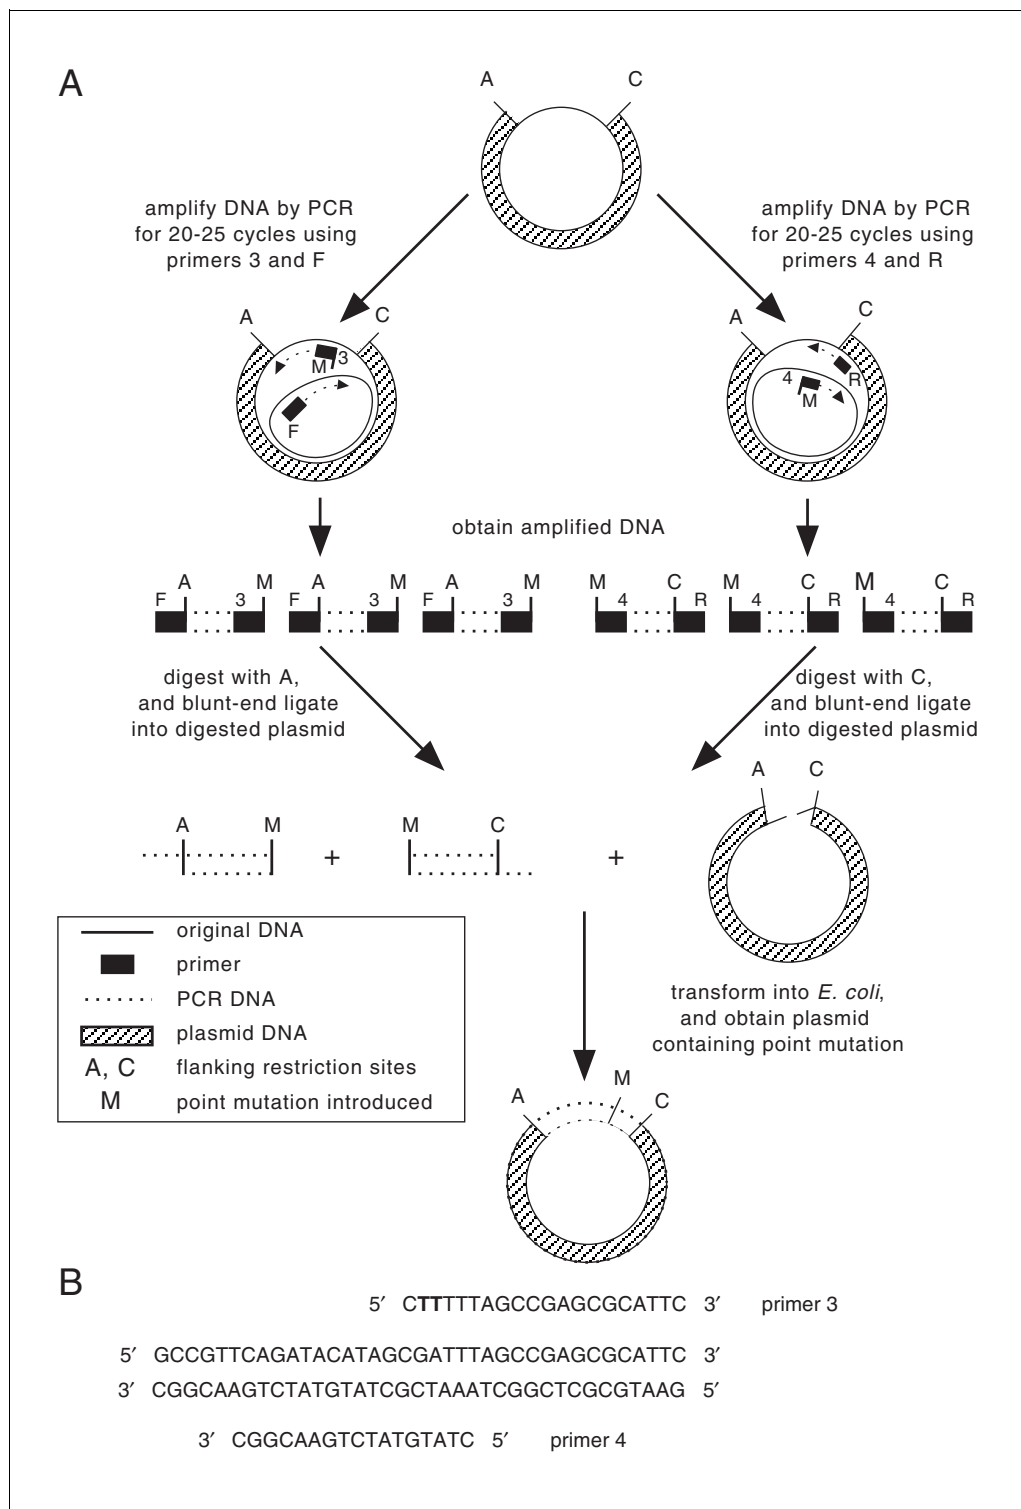 A
A C
amplify DNA by PCR
for 20-25 cycles using
primers 3 and F
amplify DNA by PCR
for 20-25 cycles using
primers 4 and R
A C
M 3
F
A C
4 M R
obtain amplified DNA
A M A M A M M C M C M C
F 3 F 3 F 3 4 R 4 R 4 R
digest with A,
and blunt-end ligate
into digested plasmid
digest with C,
and blunt-end ligate
into digested plasmid
A M + M C + A C
original DNA
primer
PCR DNA
plasmid DNA
A, C flanking restriction sites
M point mutation introduced
transform into E. coli,
and obtain plasmid
containing point mutation
A M C
B
5′ CTTTTTAGCCGAGCGCATTC 3′ primer 3
5′ GCCGTTCAGATACATAGCGATTTAGCCGAGCGCATTC 3′
3′ CGGCAAGTCTATGTATCGCTAAATCGGCTCGCGTAAG 5′
3′ CGGCAAGTCTATGTATC 5′ primer 4